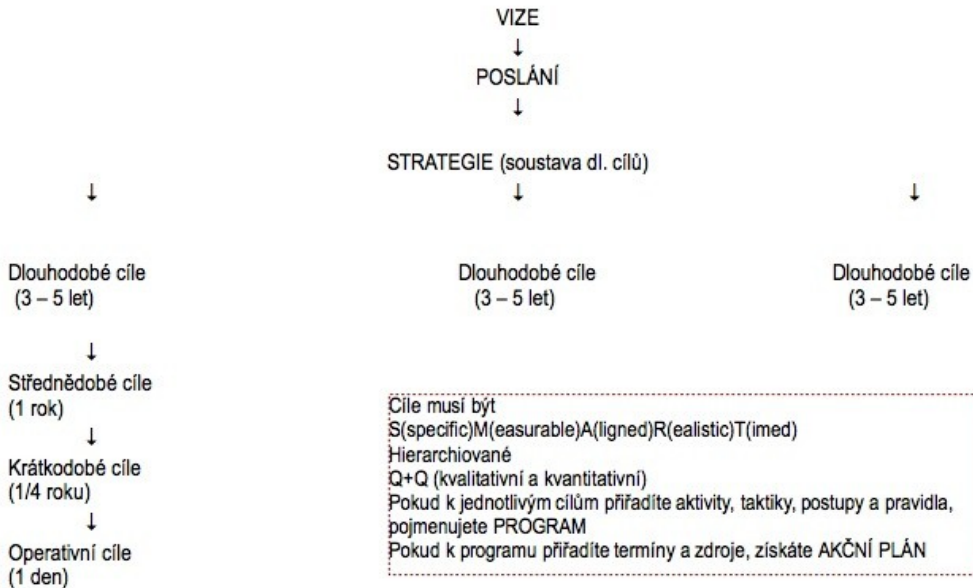 VIZE
↓
POSLÁNÍ
↓
STRATEGIE (soustava dl. cílů)
↓ ↓ ↓
Dlouhodobé cíle
(3 – 5 let)
Dlouhodobé cíle
(3 – 5 let)
Dlouhodobé cíle
(3 – 5 let)
↓
Střednědobé cíle
(1 rok)
↓
Krátkodobé cíle
(1/4 roku)
↓
Operativní cíle
(1 den)
Cíle musí být
S(specific)M(easurable)A(ligned)R(ealistic)T(imed)
Hierarchiované
Q+Q (kvalitativní a kvantitativní)
Pokud k jednotlivým cílům přiřadíte aktivity, taktiky, postupy a pravidla,
pojmenujete PROGRAM
Pokud k programu přiřadíte termíny a zdroje, získáte AKČNÍ PLÁN